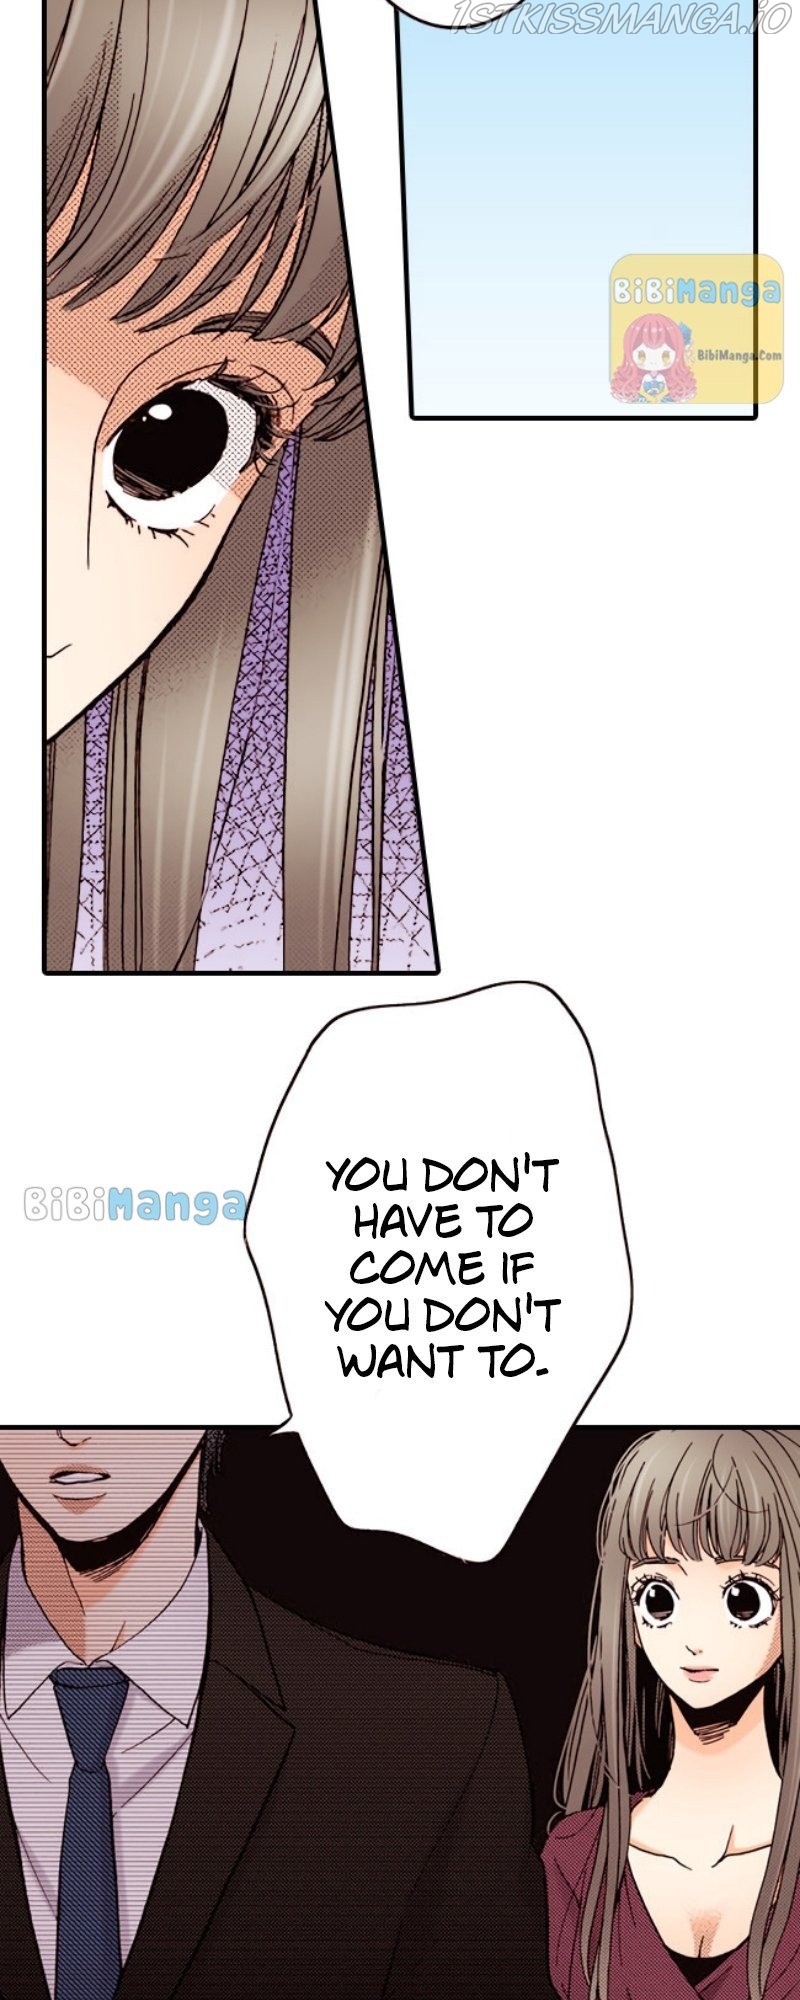 1STKISSMANGA.IO
BiBiManga
BibiManga.Com
BiBiManga
YOU DON'T
HAVE TO
COME IF
YOU DON'T
WANT TO.